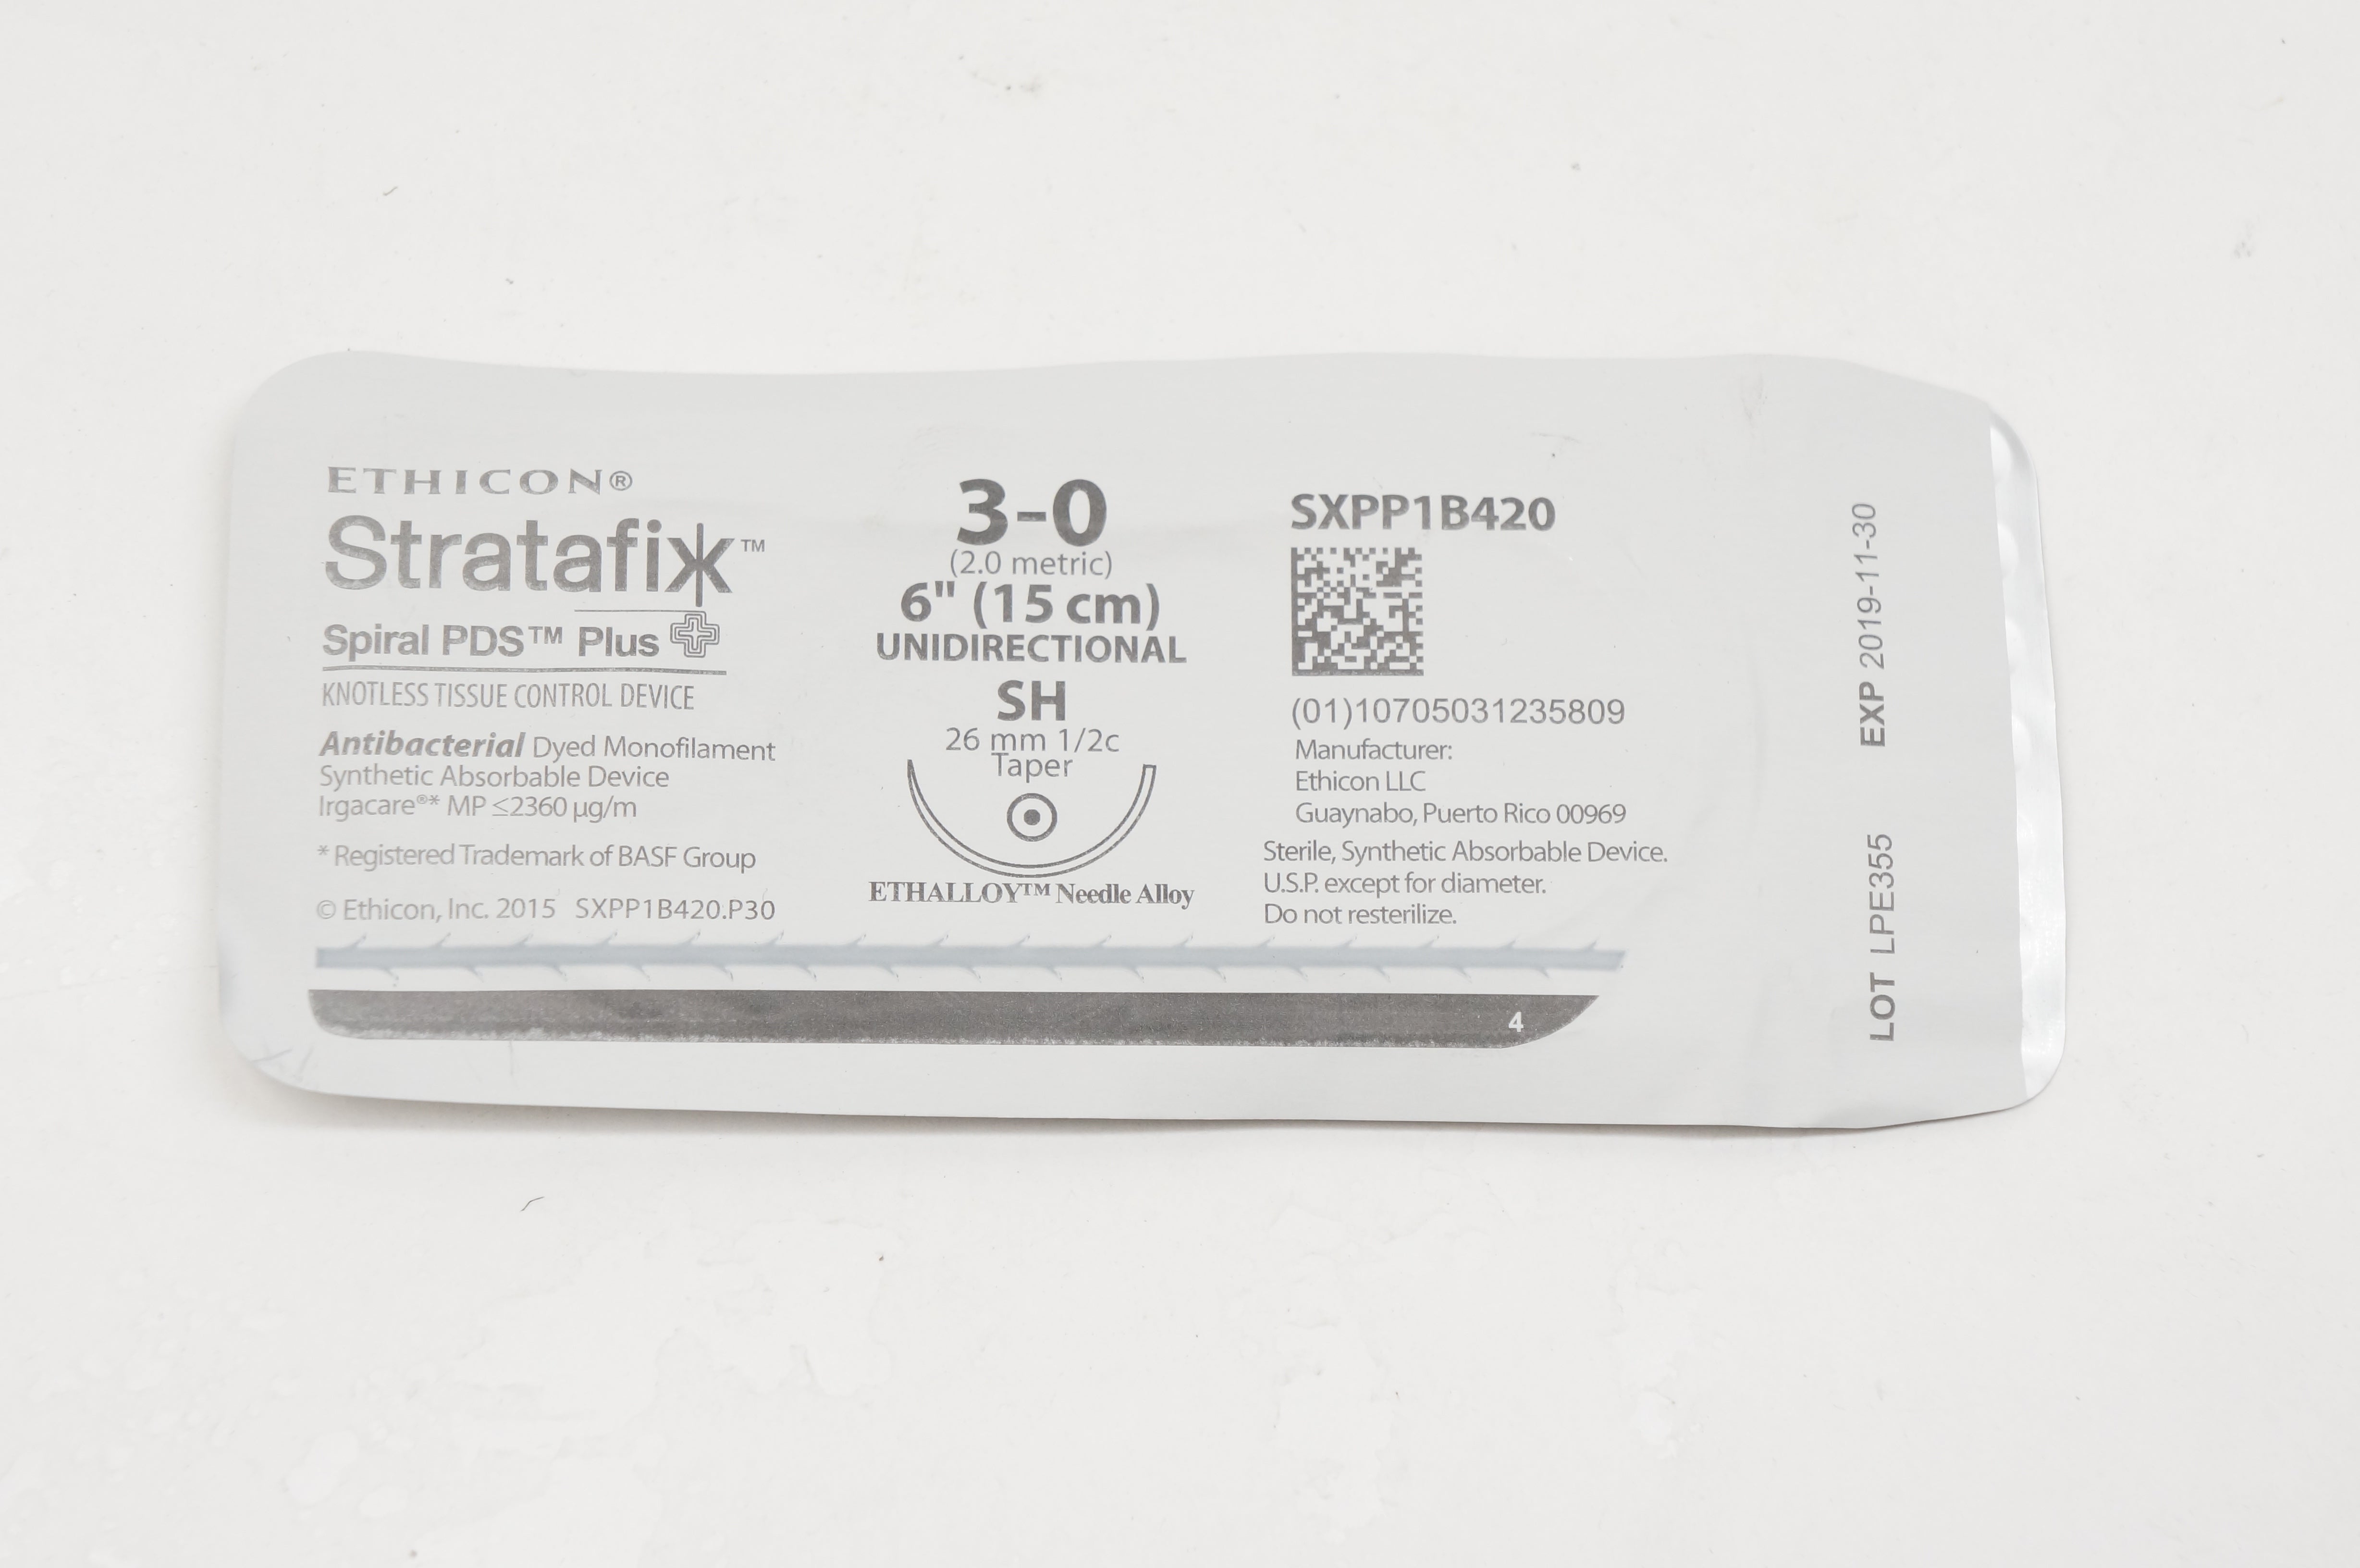 ETHICON®
Stratafix™
Spiral PDS™ Plus
KNOTLESS TISSUE CONTROL DEVICE
Antibacterial Dyed Monofilament
Synthetic Absorbable Device
Irgacare®* MP ≤2360 µg/m
* Registered Trademark of BASF Group
© Ethicon, Inc. 2015 SXPP1B420.P30
3-0
(2.0 metric)
6" (15 cm)
UNIDIRECTIONAL
SH
26 mm 1/2c
Taper
ETHALLOY™ Needle Alloy
SXPP1B420
(01)10705031235809
Manufacturer:
Ethicon LLC
Guaynabo, Puerto Rico 00969
Sterile, Synthetic Absorbable Device.
U.S.P. except for diameter.
Do not resterilize.
4
LOT LPE355 EXP 2019-11-30